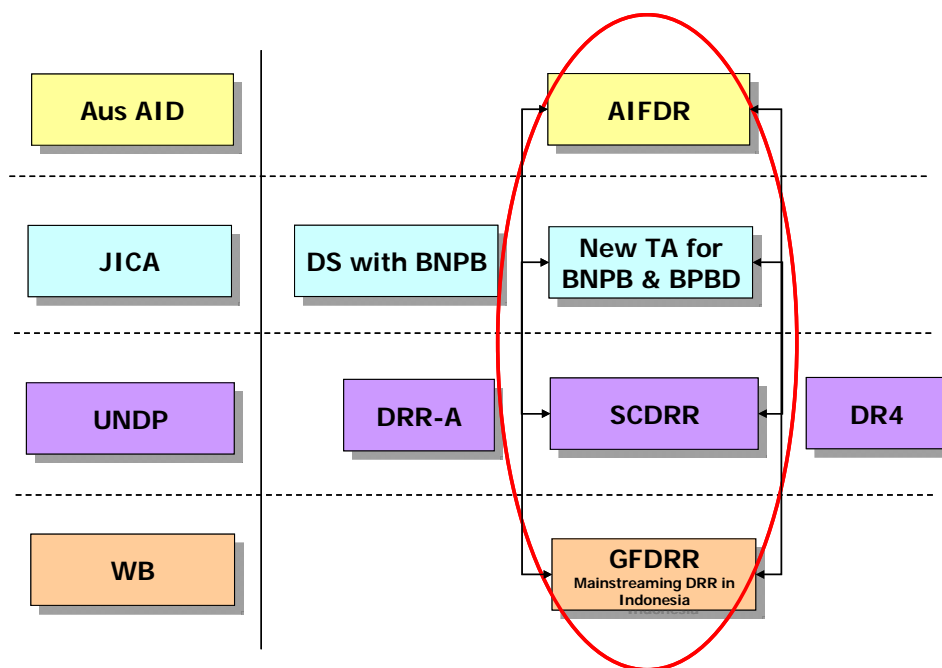 Aus AID
AIFDR
JICA
DS with BNPB
New TA for
BNPB & BPBD
UNDP
DRR-A
SCDRR
DR4
WB
GFDRR
Mainstreaming DRR in
Indonesia